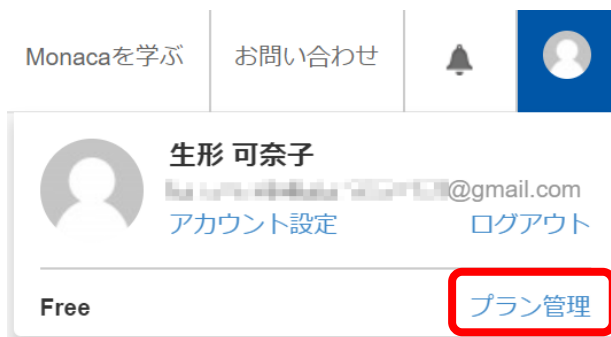 Monacaを学ぶ お問い合わせ
生形 可奈子
@gmail.com
アカウント設定 ログアウト
Free プラン管理